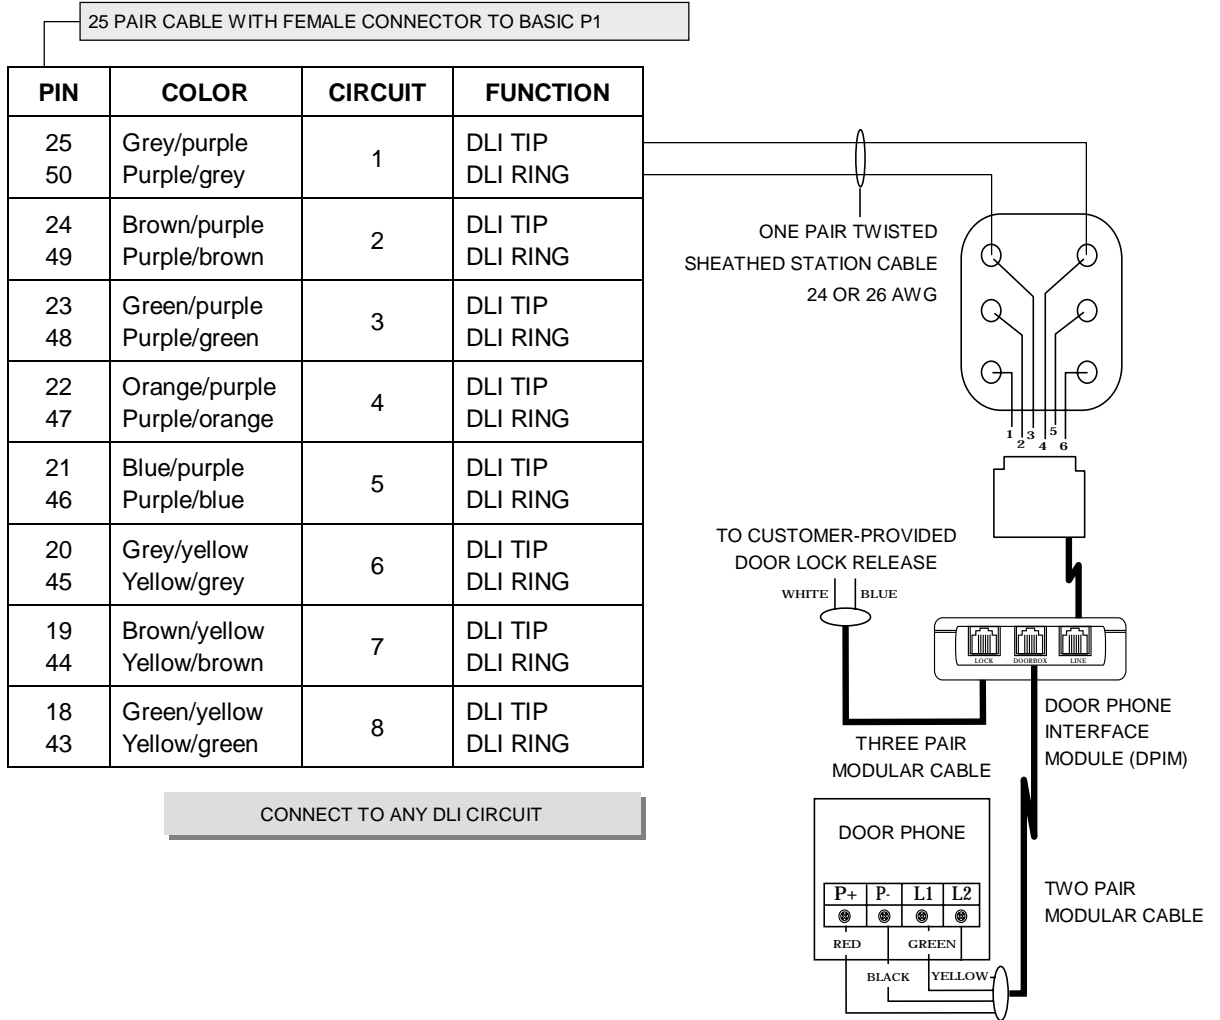 25 PAIR CABLE WITH FEMALE CONNECTOR TO BASIC P1
PIN COLOR CIRCUIT FUNCTION
25 Grey/purple 1 DLI TIP
50 Purple/grey DLI RING
24 Brown/purple 2 DLI TIP
49 Purple/brown DLI RING
23 Green/purple 3 DLI TIP
48 Purple/green DLI RING
22 Orange/purple 4 DLI TIP
47 Purple/orange DLI RING
21 Blue/purple 5 DLI TIP
46 Purple/blue DLI RING
20 Grey/yellow 6 DLI TIP
45 Yellow/grey DLI RING
19 Brown/yellow 7 DLI TIP
44 Yellow/brown DLI RING
18 Green/yellow 8 DLI TIP
43 Yellow/green DLI RING
CONNECT TO ANY DLI CIRCUIT
ONE PAIR TWISTED
SHEATHED STATION CABLE
24 OR 26 AWG
1 2 3 4 5 6
TO CUSTOMER-PROVIDED
DOOR LOCK RELEASE
WHITE BLUE
LOCK DOORBOX LINE
DOOR PHONE
INTERFACE
MODULE (DPIM)
THREE PAIR
MODULAR CABLE
DOOR PHONE
P+ P- L1 L2
RED GREEN
BLACK YELLOW
TWO PAIR
MODULAR CABLE